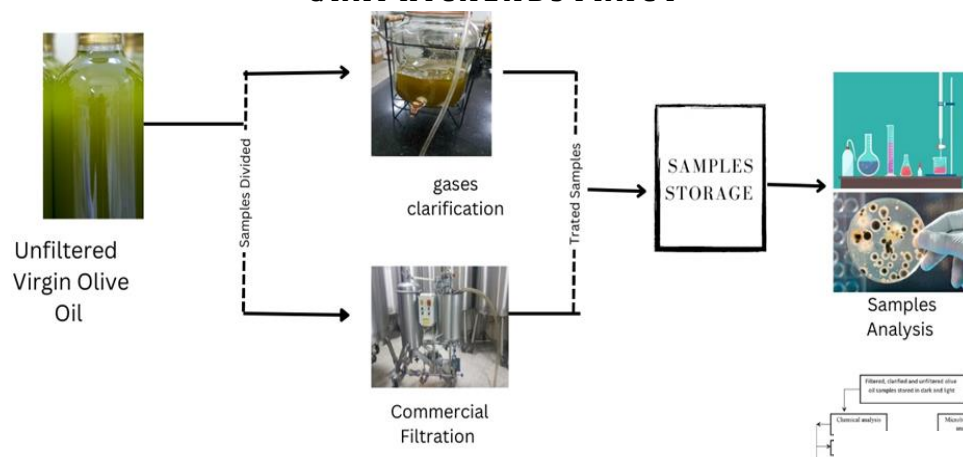 Unfiltered
Virgin Olive
Oil
Samples Divided
gases
clarification
Commercial
Filtration
Trated Samples
SAMPLES
STORAGE
Samples
Analysis
Filtered, clarified and unfiltered olive
oil samples stored in dark and light
Chemical analysis